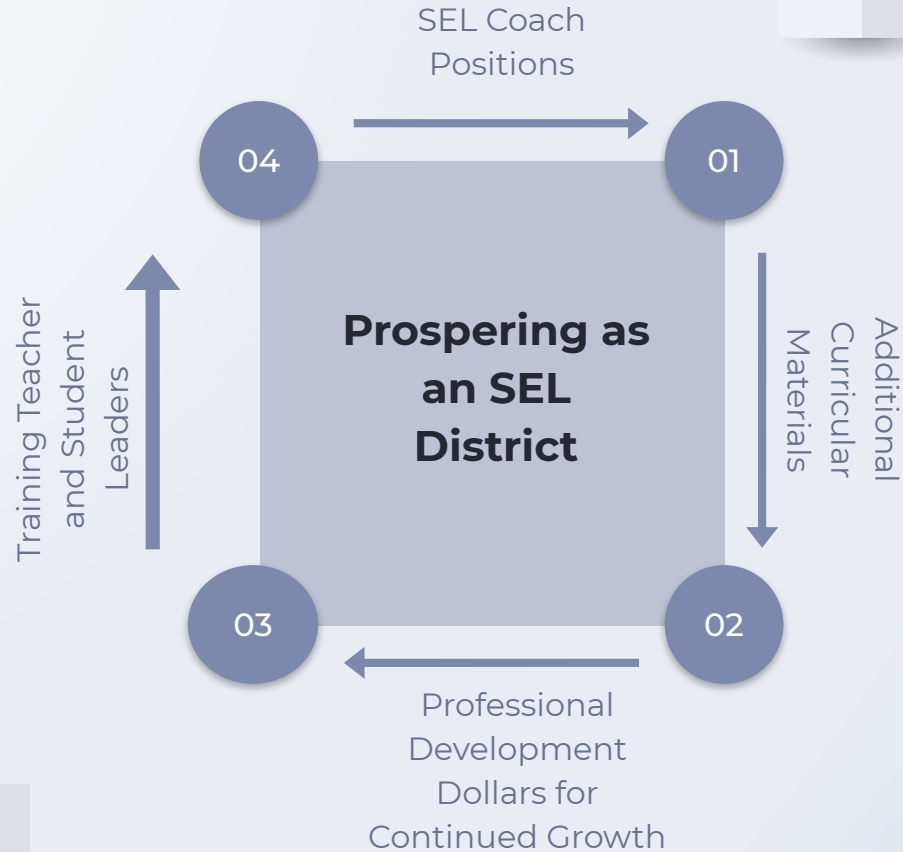 SEL Coach
Positions
04
01
Prospering as
an SEL
District
Training Teacher
and Student
Leaders
Additional
Curricular
Materials
03
02
Professional
Development
Dollars for
Continued Growth